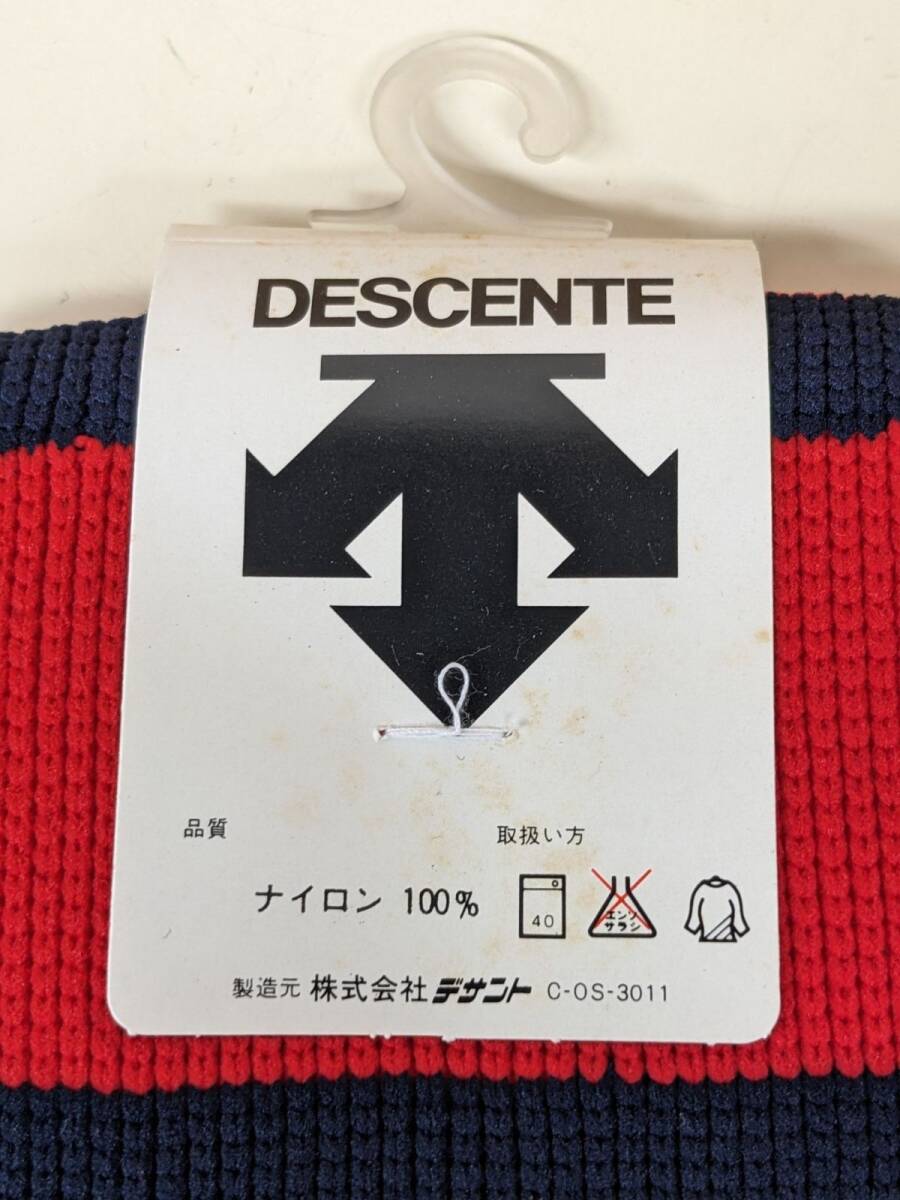 DESCENTE
品質 取扱い方
ナイロン 100%
40
エンソ
サラシ
製造元 株式会社デサント C-OS-3011